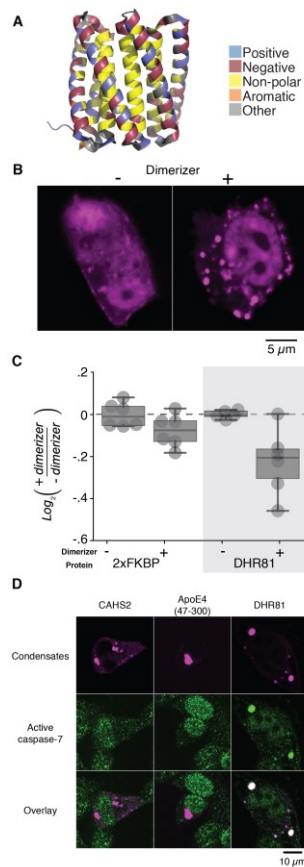 A
Positive
Negative
Non-polar
Aromatic
Other
B
Dimerizer
- +
5 µm
C
Log2( + dimerizer / - dimerizer )
.2
0
-.2
-.4
-.6
Dimerizer - + - +
Protein 2xFKBP DHR81
D
CAHS2 ApoE4 (47-300) DHR81
Condensates
Active
caspase-7
Overlay
10 µm